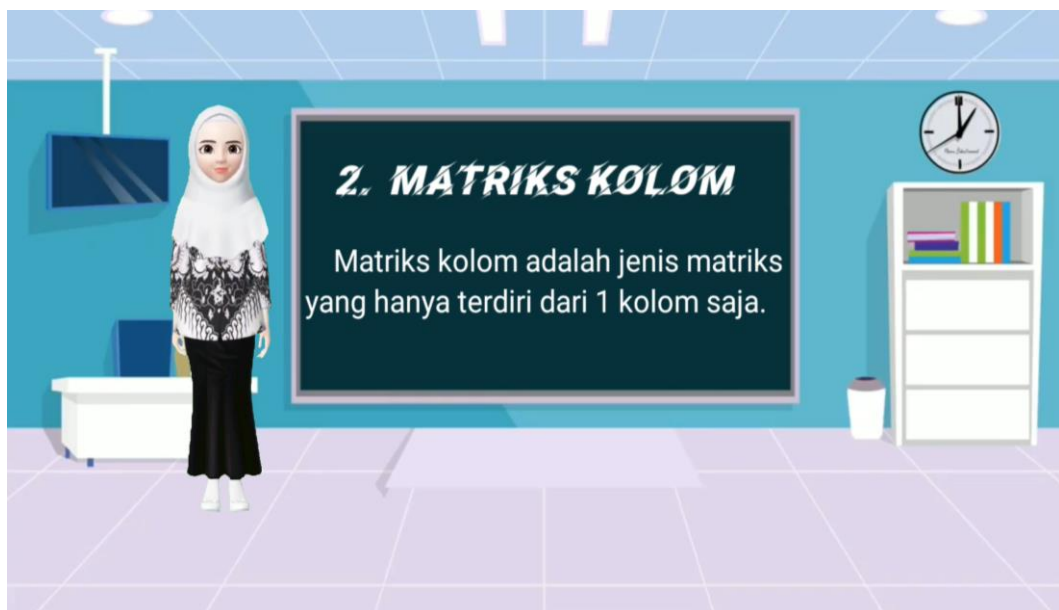 2. MATRIKS KOLOM
Matriks kolom adalah jenis matriks
yang hanya terdiri dari 1 kolom saja.